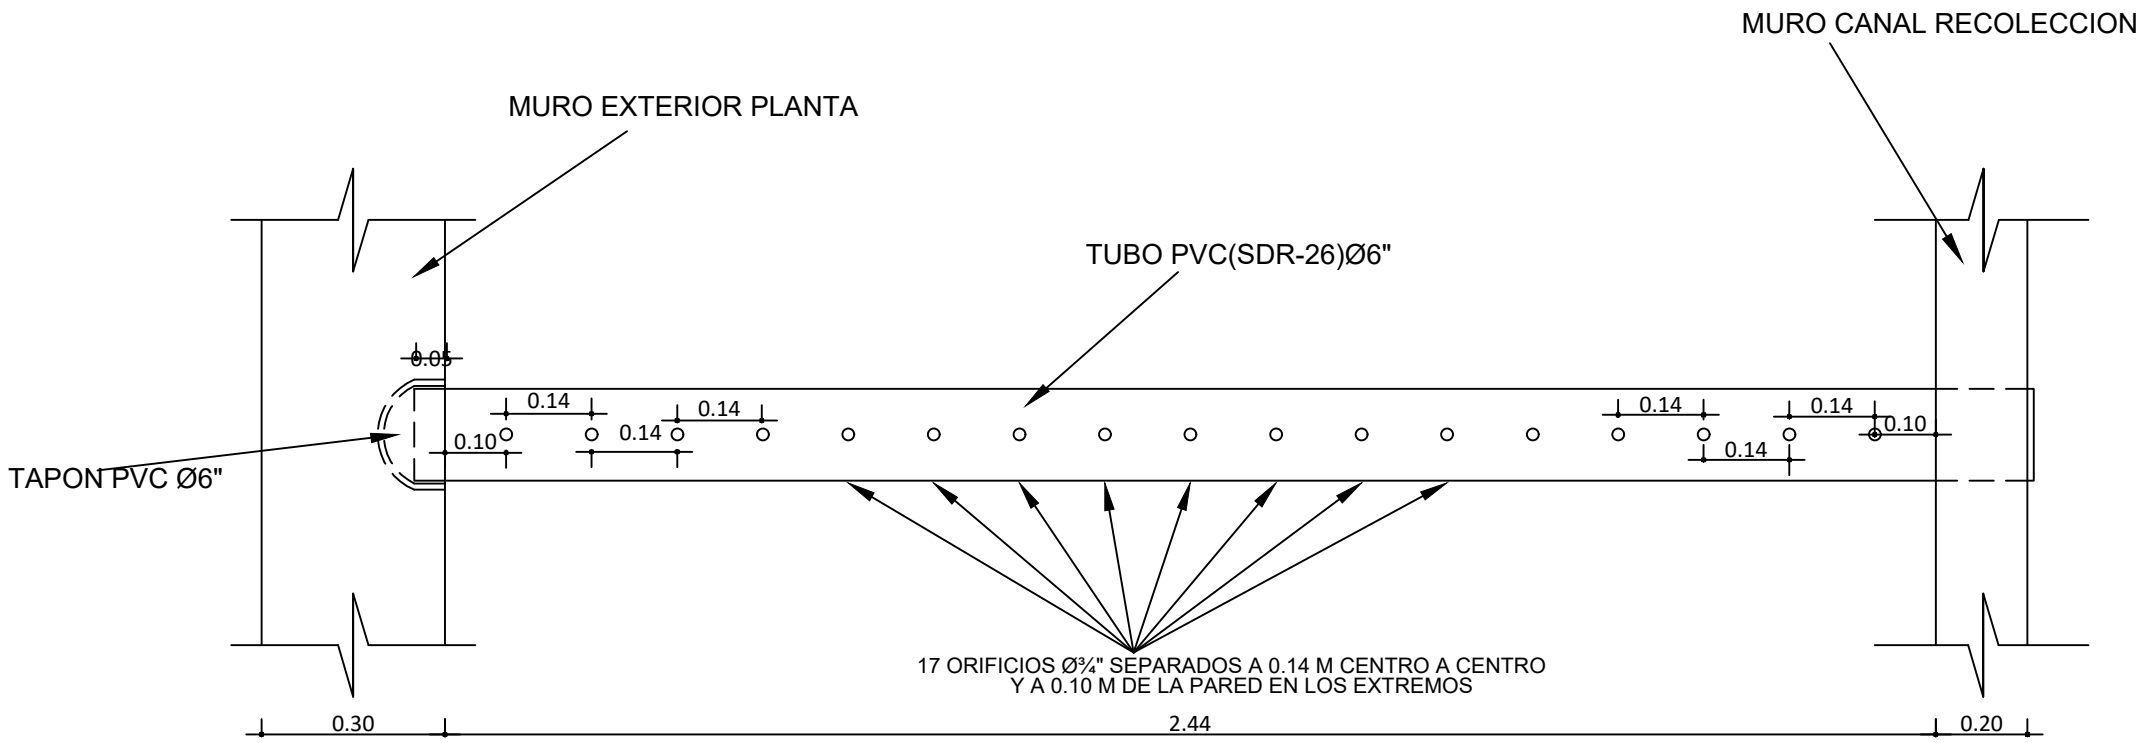 MURO CANAL RECOLECCION
MURO EXTERIOR PLANTA
TUBO PVC(SDR-26)Ø6"
0.05
0.14
0.14
0.14
0.14
0.14
0.10
0.10
0.14
TAPON PVC Ø6"
17 ORIFICIOS Ø¾" SEPARADOS A 0.14 M CENTRO A CENTRO
Y A 0.10 M DE LA PARED EN LOS EXTREMOS
0.30
2.44
0.20